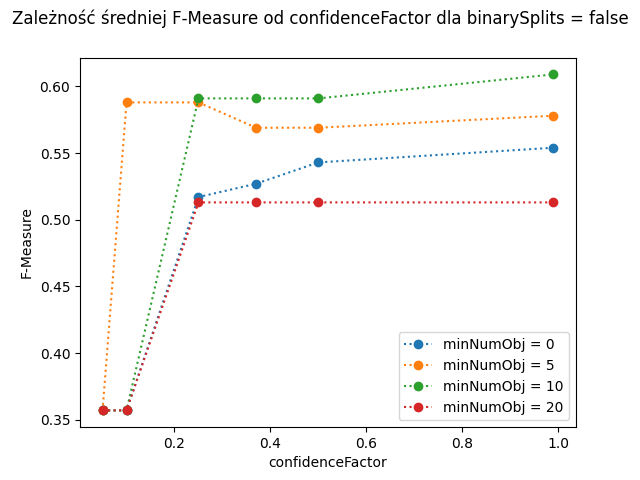 Zależność średniej F-Measure od confidenceFactor dla binarySplits = false
F-Measure
0.60
0.55
0.50
0.45
0.40
0.35
0.2
0.4
0.6
0.8
1.0
confidenceFactor
minNumObj = 0
minNumObj = 5
minNumObj = 10
minNumObj = 20